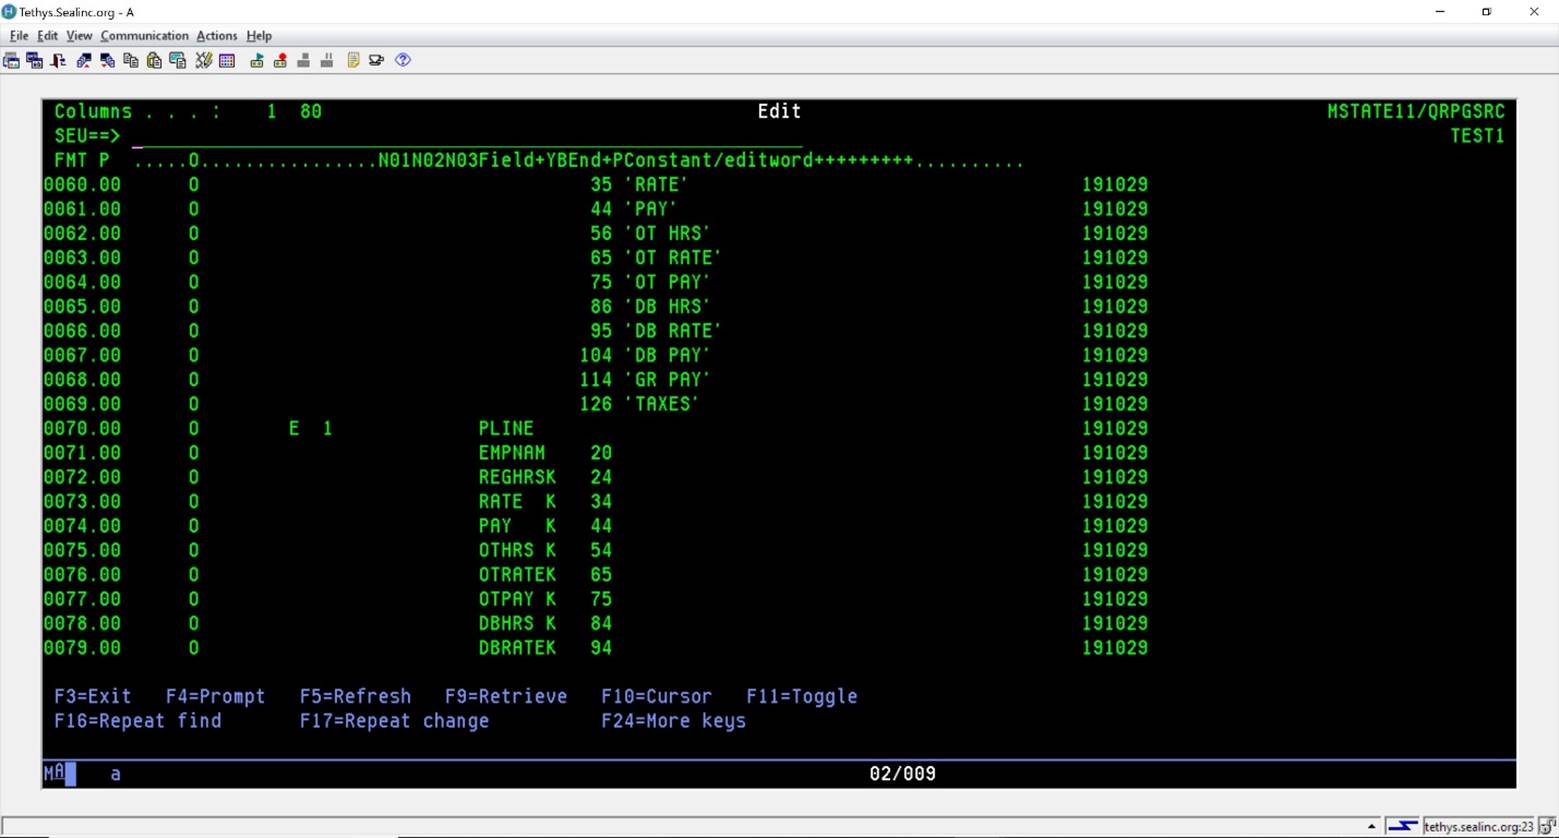 Tethys.Sealinc.org - A
File Edit View Communication Actions Help
Columns . . . :    1  80                                       Edit                                               MSTATE11/QRPGSRC
SEU==>                                                                                                            TEST1
FMT P  .....O................N01N02N03Field+YBEnd+PConstant/editword+++++++++..........
0060.00      O                                   35 'RATE'                                 191029
0061.00      O                                   44 'PAY'                                  191029
0062.00      O                                   56 'OT HRS'                               191029
0063.00      O                                   65 'OT RATE'                              191029
0064.00      O                                   75 'OT PAY'                               191029
0065.00      O                                   86 'DB HRS'                               191029
0066.00      O                                   95 'DB RATE'                              191029
0067.00      O                                  104 'DB PAY'                               191029
0068.00      O                                  114 'GR PAY'                               191029
0069.00      O                                  126 'TAXES'                                191029
0070.00      O        E  1             PLINE                                               191029
0071.00      O                         EMPNAM    20                                        191029
0072.00      O                         REGHRSK   24                                        191029
0073.00      O                         RATE  K   34                                        191029
0074.00      O                         PAY   K   44                                        191029
0075.00      O                         OTHRS K   54                                        191029
0076.00      O                         OTRATEK   65                                        191029
0077.00      O                         OTPAY K   75                                        191029
0078.00      O                         DBHRS K   84                                        191029
0079.00      O                         DBRATEK   94                                        191029
F3=Exit   F4=Prompt   F5=Refresh   F9=Retrieve   F10=Cursor   F11=Toggle
F16=Repeat find       F17=Repeat change          F24=More keys
MA    a                                                                  02/009
tethys.sealinc.org:23